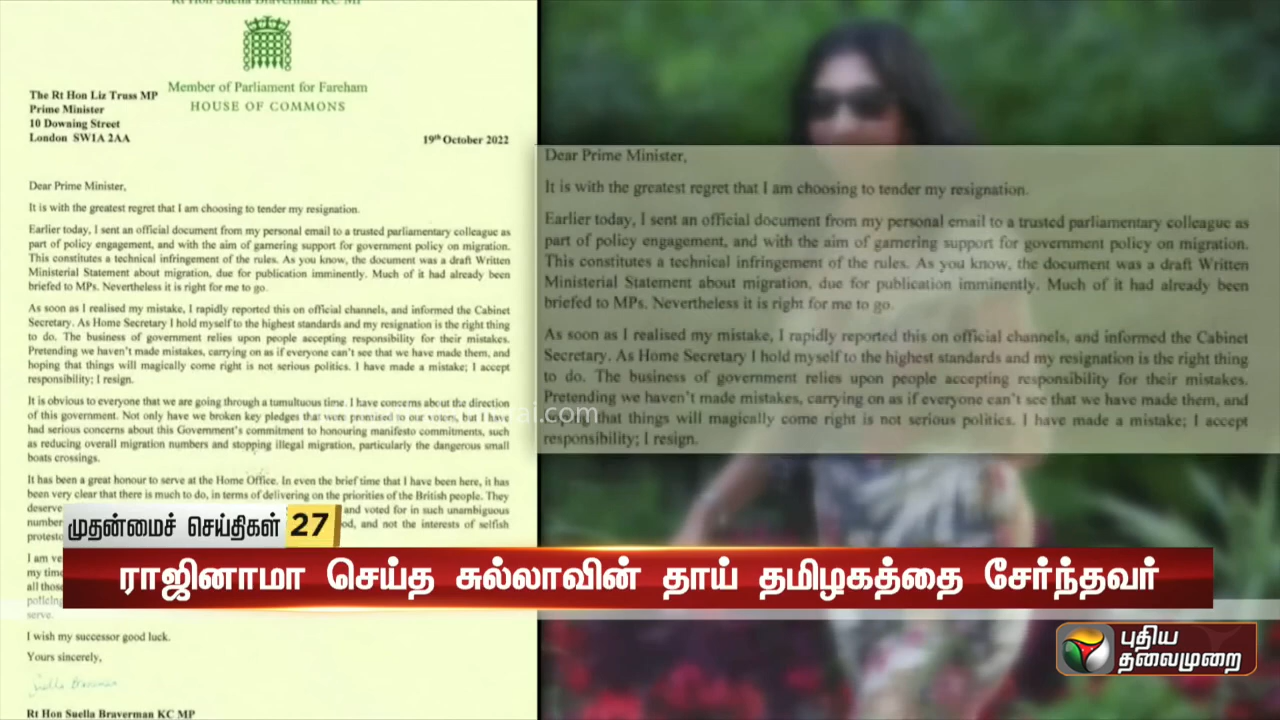 Rt Hon Suella Braverman KC MP
Member of Parliament for Fareham
HOUSE OF COMMONS
The Rt Hon Liz Truss MP
Prime Minister
10 Downing Street
London SW1A 2AA
19th October 2022
Dear Prime Minister,
It is with the greatest regret that I am choosing to tender my resignation.
Earlier today, I sent an official document from my personal email to a trusted parliamentary colleague as
part of policy engagement, and with the aim of garnering support for government policy on migration.
This constitutes a technical infringement of the rules. As you know, the document was a draft Written
Ministerial Statement about migration, due for publication imminently. Much of it had already been
briefed to MPs. Nevertheless it is right for me to go.
As soon as I realised my mistake, I rapidly reported this on official channels, and informed the Cabinet
Secretary. As Home Secretary I hold myself to the highest standards and my resignation is the right thing
to do. The business of government relies upon people accepting responsibility for their mistakes.
Pretending we haven't made mistakes, carrying on as if everyone can't see that we have made them, and
hoping that things will magically come right is not serious politics. I have made a mistake; I accept
responsibility; I resign.
It is obvious to everyone that we are going through a tumultuous time. I have concerns about the direction
of this government. Not only have we broken key pledges that were promised to our voters, but I have
had serious concerns about this Government's commitment to honouring manifesto commitments, such
as reducing overall migration numbers and stopping illegal migration, particularly the dangerous small
boats crossings.
It has been a great honour to serve at the Home Office. In even the brief time that I have been here, it has
been very clear that there is much to do, in terms of delivering on the priorities of the British people. They
deserve and voted for in such unambiguous
number and not the interests of selfish
protesto
I am ve
my time
all those
policing
serve.
I wish my successor good luck.
Yours sincerely,
Suella Braverman
Rt Hon Suella Braverman KC MP
Dear Prime Minister,
It is with the greatest regret that I am choosing to tender my resignation.
Earlier today, I sent an official document from my personal email to a trusted parliamentary colleague as
part of policy engagement, and with the aim of garnering support for government policy on migration.
This constitutes a technical infringement of the rules. As you know, the document was a draft Written
Ministerial Statement about migration, due for publication imminently. Much of it had already been
briefed to MPs. Nevertheless it is right for me to go.
As soon as I realised my mistake, I rapidly reported this on official channels, and informed the Cabinet
Secretary. As Home Secretary I hold myself to the highest standards and my resignation is the right thing
to do. The business of government relies upon people accepting responsibility for their mistakes.
Pretending we haven't made mistakes, carrying on as if everyone can't see that we have made them, and
hoping that things will magically come right is not serious politics. I have made a mistake; I accept
responsibility; I resign.
முதன்மைச் செய்திகள் 27
ராஜினாமா செய்த சுல்லாவின் தாய் தமிழகத்தை சேர்ந்தவர்
புதிய
தலைமுறை